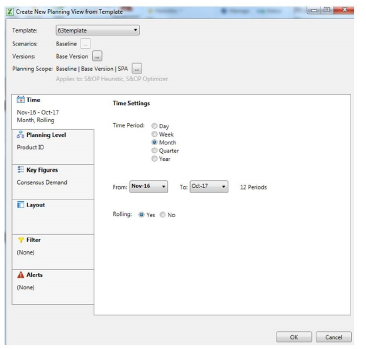 Create New Planning View from Template
Template: 63template
Scenarios: Baseline ...
Versions: Base Version ...
Planning Scope: Baseline | Base Version | SPA ...
Applies to: S&OP Heuristic, S&OP Optimizer
Time
Nov-16 - Oct-17
Month, Rolling
Planning Level
Product ID
Key Figures
Consensus Demand
Layout
Filter
(None)
Alerts
(None)
Time Settings
Time Period: Day
Week
Month
Quarter
Year
From: Nov-16 To: Oct-17 12 Periods
Rolling: Yes No
OK Cancel